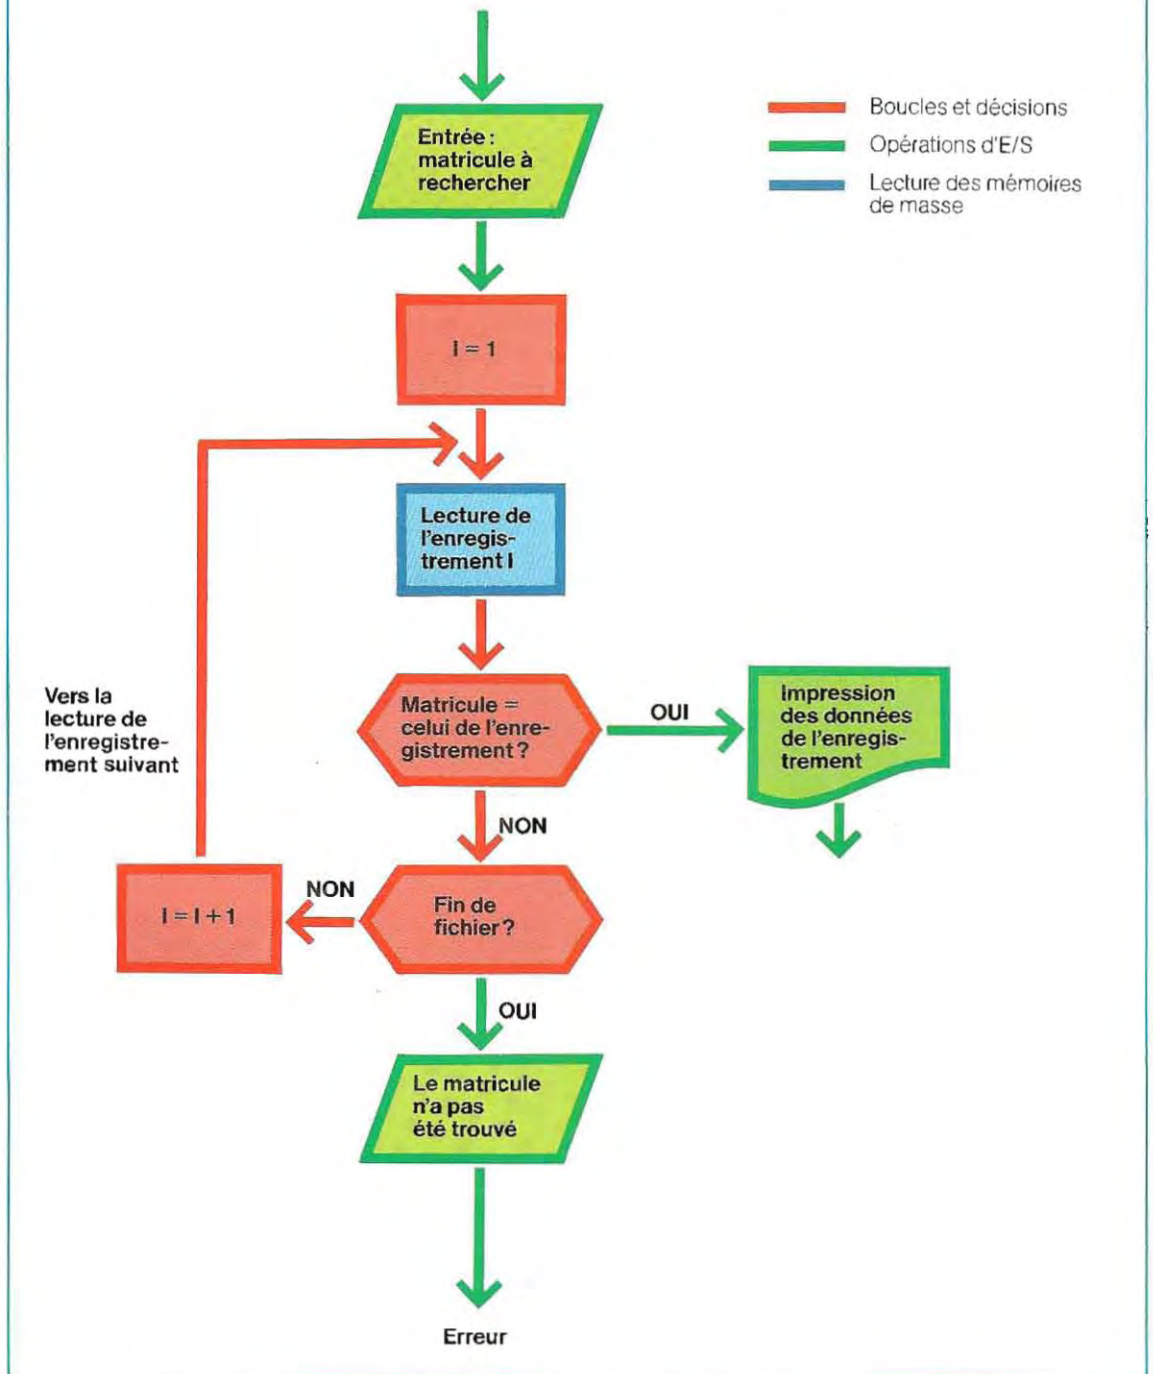 Entrée :
matricule à
rechercher
Boucles et décisions
Opérations d'E/S
Lecture des mémoires
de masse
I = 1
Lecture de
l'enregis-
trement I
Vers la
lecture de
l'enregistre-
ment suivant
Matricule =
celui de l'enre-
gistrement ?
OUI
Impression
des données
de l'enregis-
trement
NON
I = I + 1
NON
Fin de
fichier ?
OUI
Le matricule
n'a pas
été trouvé
Erreur